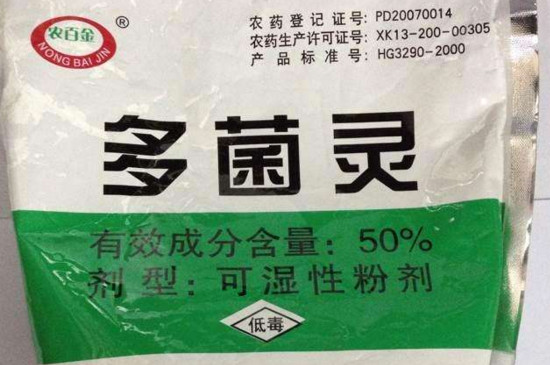 农百金
NONG BAI JIN
®
农药登记证号: PD20070014
农药生产许可证号: XK13-200-00305
产品标准号: HG3290-2000
多菌灵
有效成分含量: 50%
剂型: 可湿性粉剂
低毒